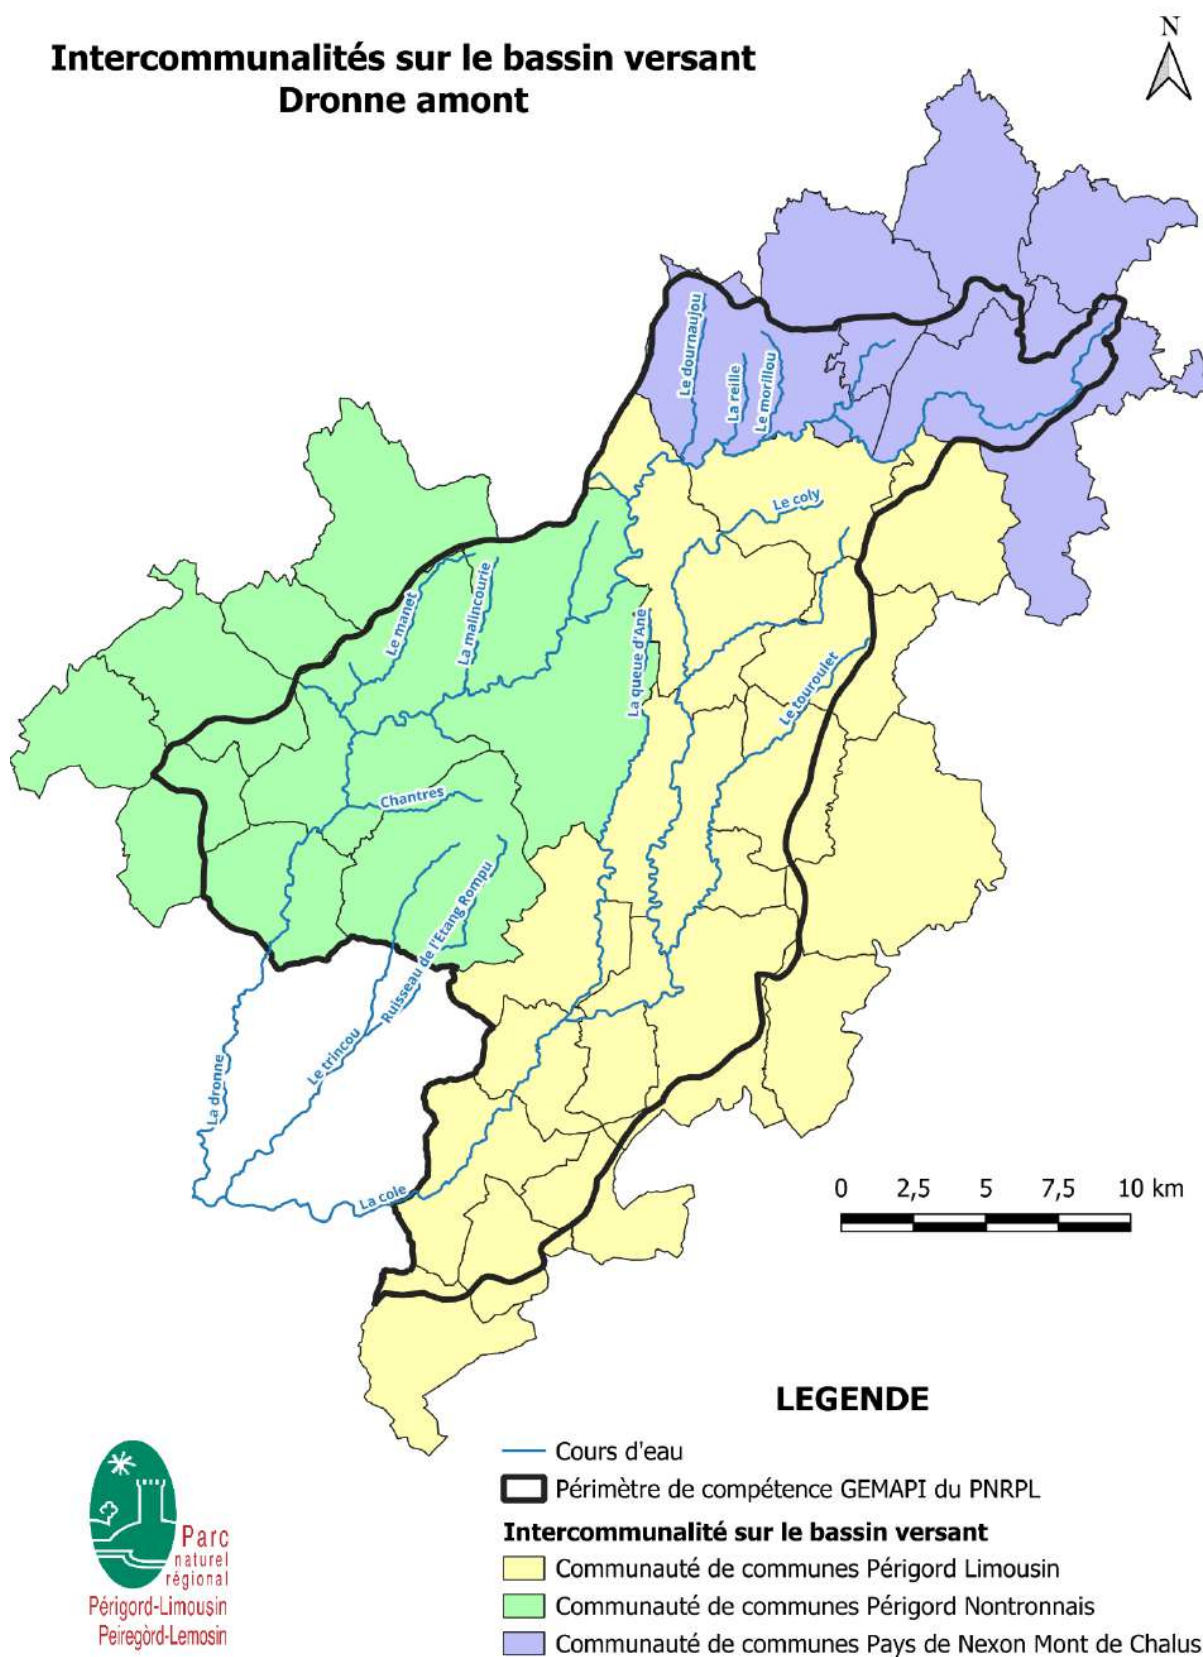 Intercommunalités sur le bassin versant
Dronne amont
N
Le dournaujou
La reille
Le morillou
Le coly
Le manet
La malincourie
La queue d'Ane
Le touroulet
Chantres
Ruisseau de l'Etang Rompu
Le trincou
La dronne
La cole
0 2,5 5 7,5 10 km
LEGENDE
Cours d'eau
Périmètre de compétence GEMAPI du PNRPL
Intercommunalité sur le bassin versant
Communauté de communes Périgord Limousin
Communauté de communes Périgord Nontronnais
Communauté de communes Pays de Nexon Mont de Chalus
Parc
naturel
régional
Périgord-Limousin
Peiregòrd-Lemosin